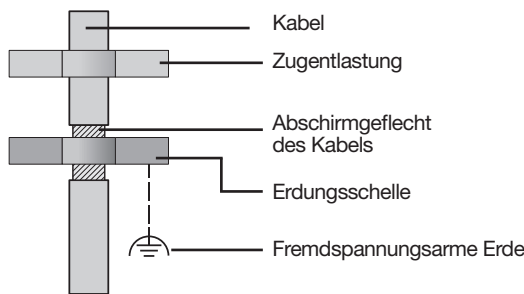 Kabel
Zugentlastung
Abschirmgeflecht
des Kabels
Erdungsschelle
Fremdspannungsarme Erde